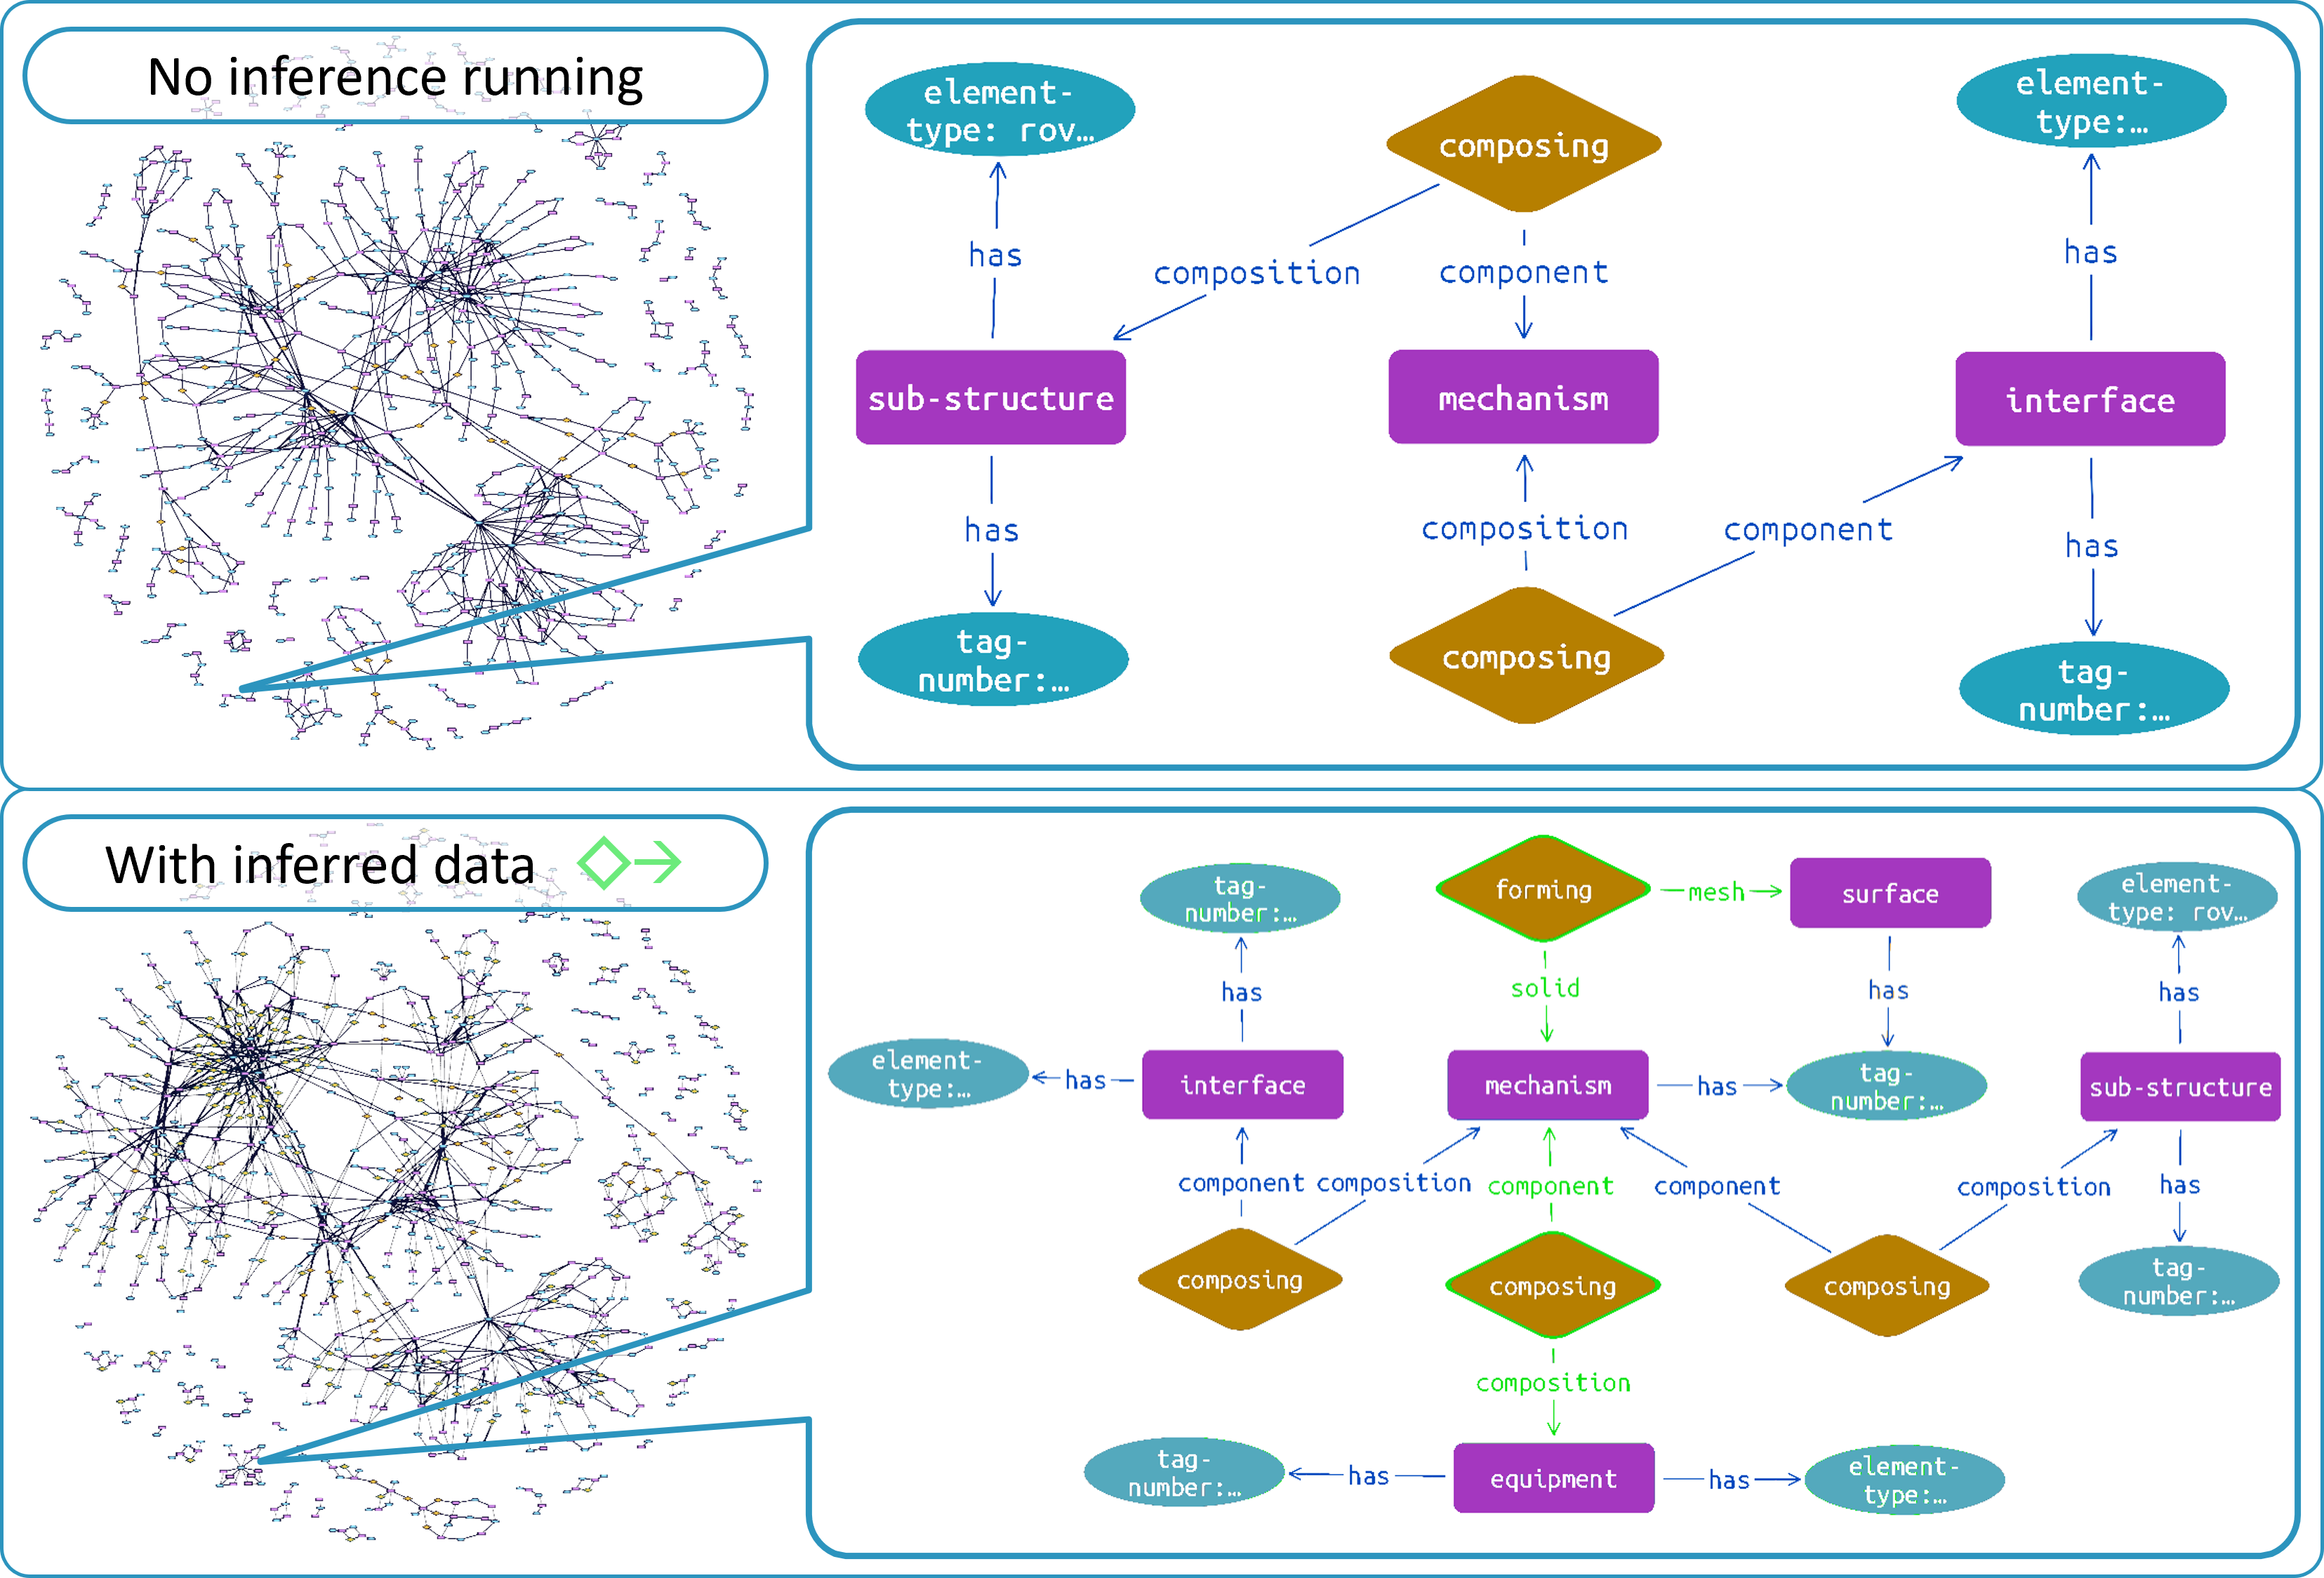 No inference running
element-
type: rov…
composing
element-
type:…
has
composition
component
has
sub-structure
mechanism
interface
has
composition
component
has
tag-
number:…
composing
tag-
number:…
With inferred data
tag-
number:…
forming
mesh
surface
element-
type: rov…
has
solid
has
has
element-
type:…
has
interface
mechanism
has
tag-
number:…
sub-structure
component
composition
component
component
composition
has
composing
composing
composing
tag-
number:…
composition
tag-
number:…
has
equipment
has
element-
type:…